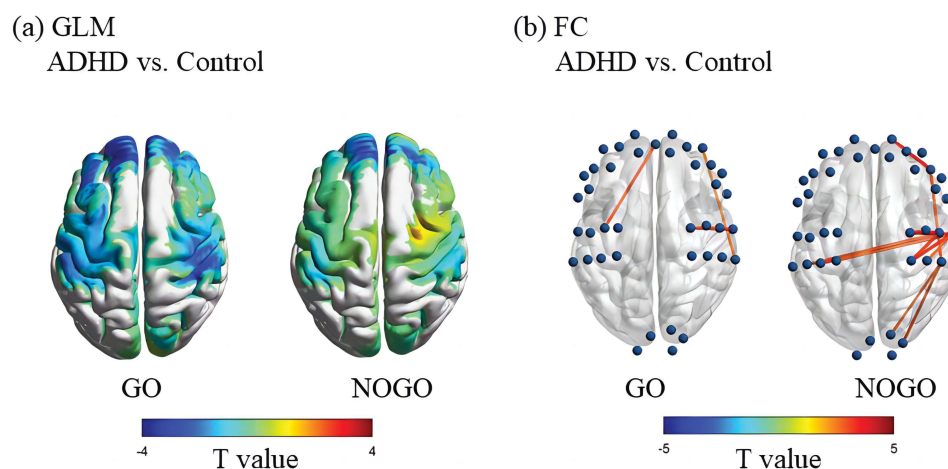 (a) GLM
ADHD vs. Control
(b) FC
ADHD vs. Control
GO
NOGO
GO
NOGO
-4
4
T value
-5
5
T value